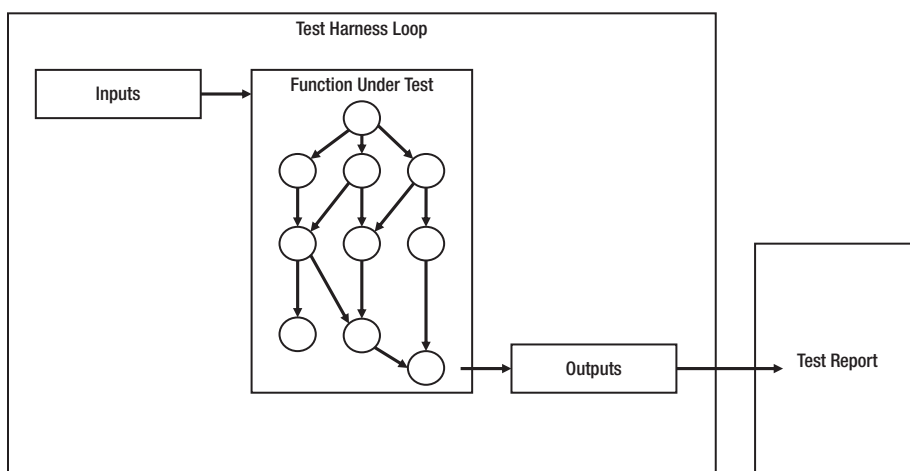 Test Harness Loop
Inputs
Function Under Test
Outputs
Test Report